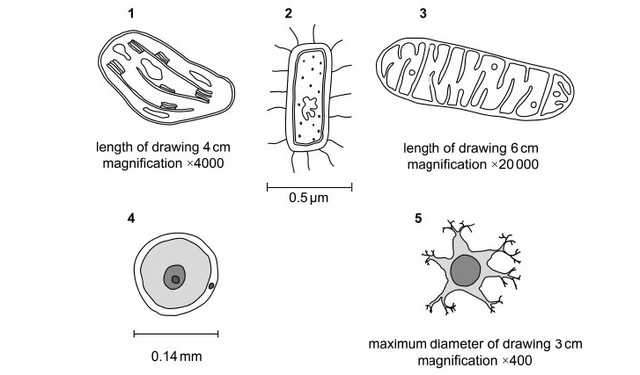 1
2
3
length of drawing 4 cm
magnification ×4000
0.5 µm
length of drawing 6 cm
magnification ×20 000
4
5
0.14 mm
maximum diameter of drawing 3 cm
magnification ×400